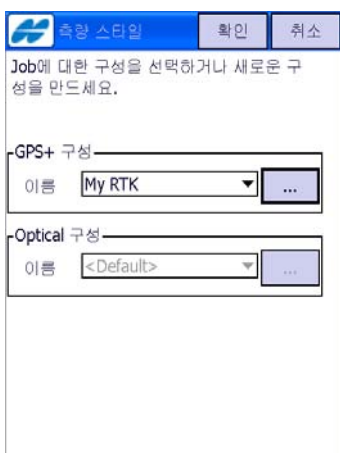 측량 스타일 확인 취소
Job에 대한 구성을 선택하거나 새로운 구
성을 만드세요.
GPS+ 구성
이름 My RTK ...
Optical 구성
이름 <Default> ...